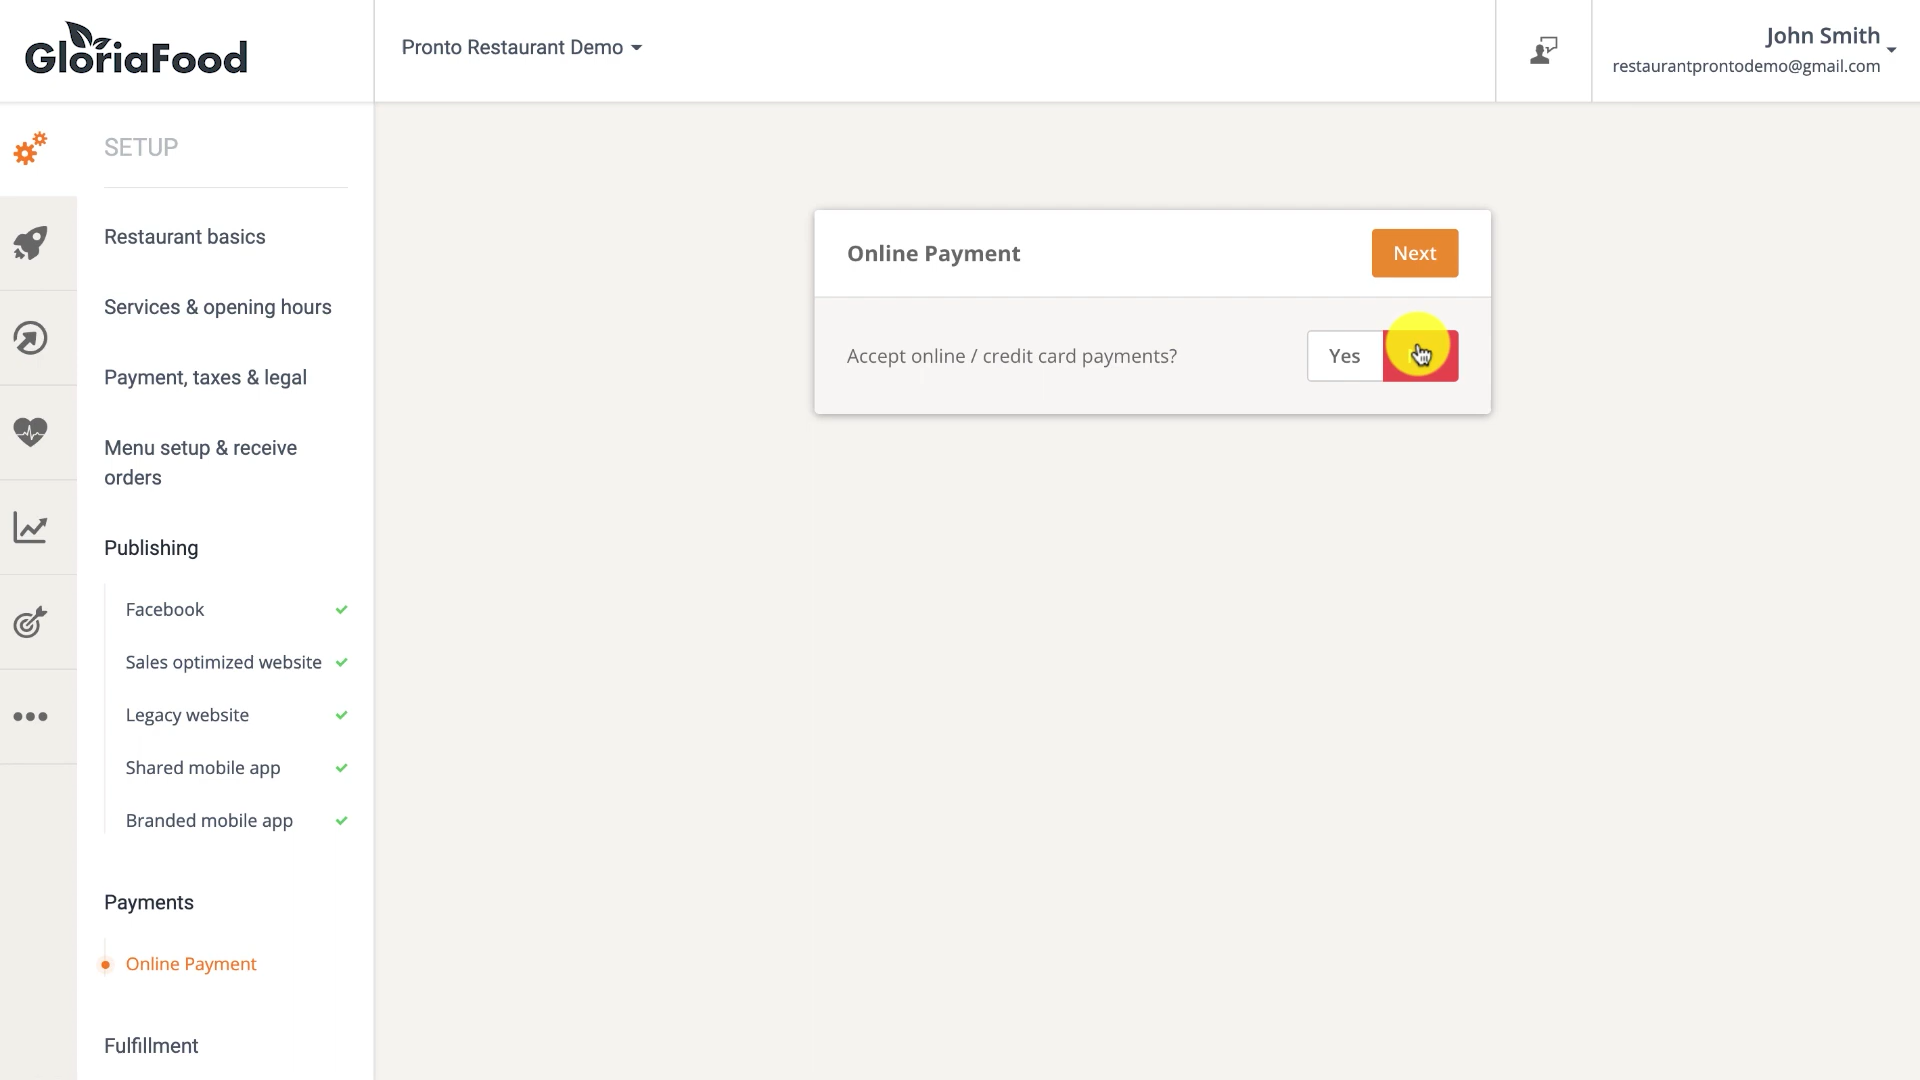 GloriaFood
Pronto Restaurant Demo
John Smith
restaurantprontodemo@gmail.com
SETUP
Restaurant basics
Services & opening hours
Payment, taxes & legal
Menu setup & receive
orders
Publishing
Facebook
Sales optimized website
Legacy website
Shared mobile app
Branded mobile app
Payments
Online Payment
Fulfillment
Online Payment
Next
Accept online / credit card payments?
Yes